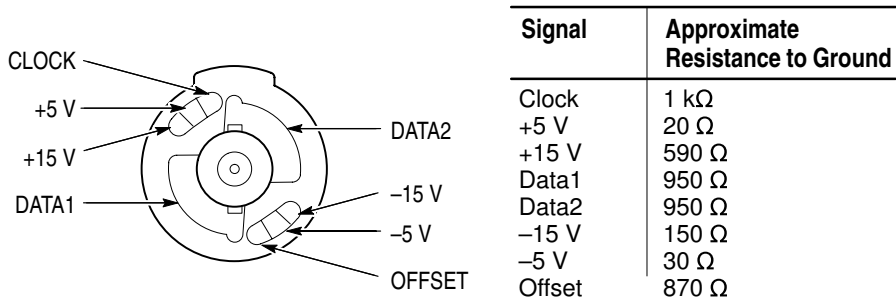 CLOCK
+5 V
+15 V
DATA1
DATA2
–15 V
–5 V
OFFSET
Signal Approximate
Resistance to Ground
Clock 1 kΩ
+5 V 20 Ω
+15 V 590 Ω
Data1 950 Ω
Data2 950 Ω
–15 V 150 Ω
–5 V 30 Ω
Offset 870 Ω